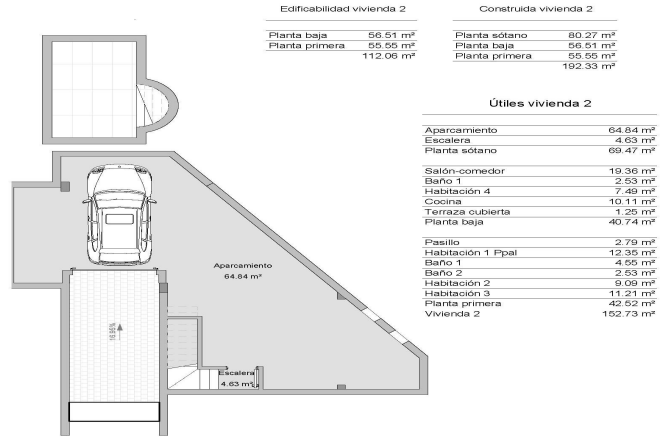 Edificabilidad vivienda 2
Planta baja 56.51 m²
Planta primera 55.55 m²
112.06 m²
Construida vivienda 2
Planta sótano 80.27 m²
Planta baja 56.51 m²
Planta primera 55.55 m²
192.33 m²
Útiles vivienda 2
Aparcamiento 64.84 m²
Escalera 4.63 m²
Planta sótano 69.47 m²
Salón-comedor 19.36 m²
Baño 1 2.53 m²
Habitación 4 7.49 m²
Cocina 10.11 m²
Terraza cubierta 1.25 m²
Planta baja 40.74 m²
Pasillo 2.79 m²
Habitación 1 Ppal 12.35 m²
Baño 1 4.55 m²
Baño 2 2.53 m²
Habitación 2 9.09 m²
Habitación 3 11.21 m²
Planta primera 42.52 m²
Vivienda 2 152.73 m²
Aparcamiento
64.84 m²
Escalera
4.63 m²